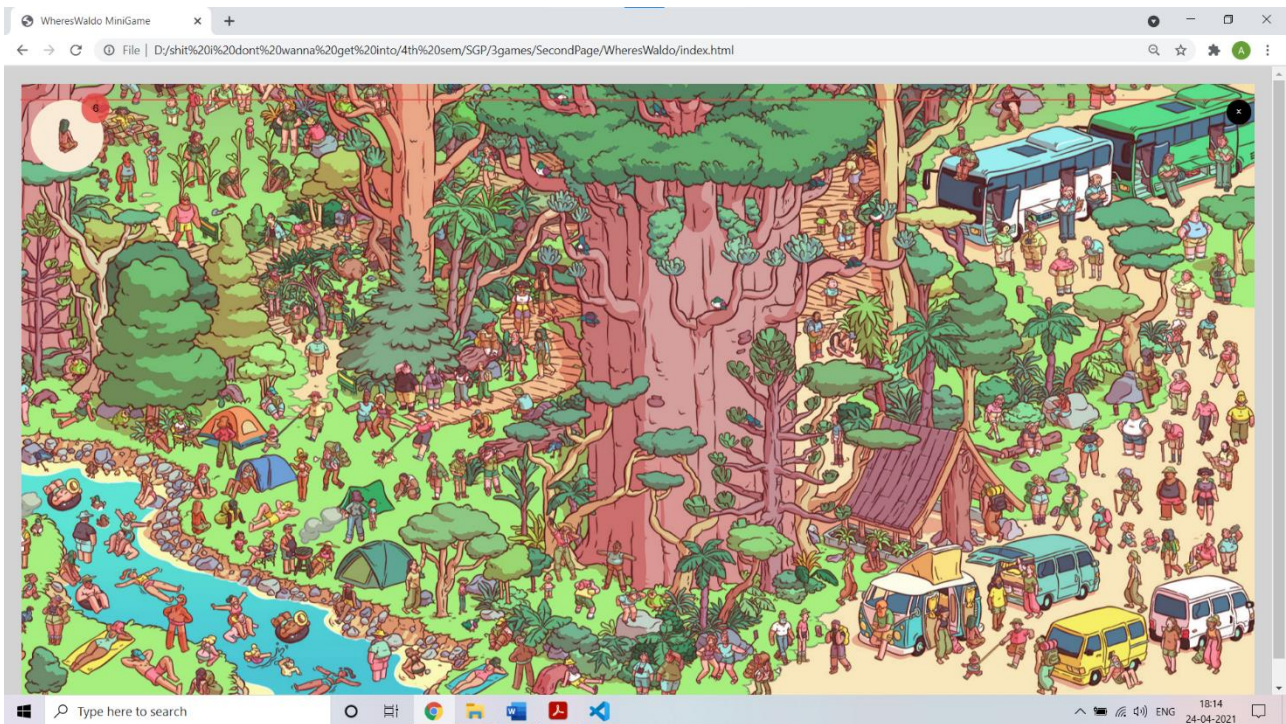 WheresWaldo MiniGame
File | D:/shit%20i%20dont%20wanna%20get%20into/4th%20sem/SGP/3games/SecondPage/WheresWaldo/index.html
A
6
x
Type here to search
ENG
18:14
24-04-2021